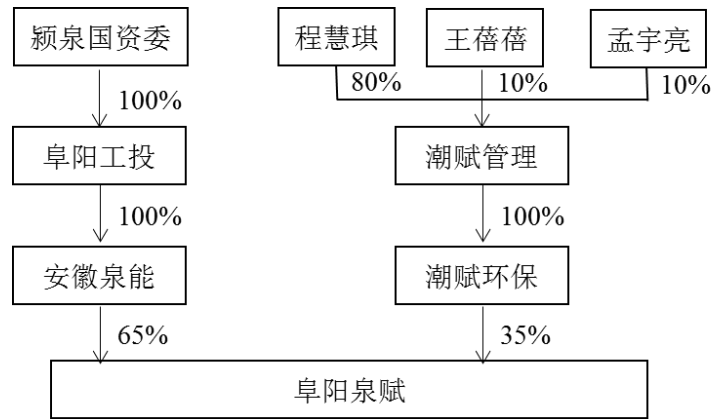 颍泉国资委
程慧琪
王蓓蓓
孟宇亮
100%
80%
10%
10%
阜阳工投
潮赋管理
100%
100%
安徽泉能
潮赋环保
65%
35%
阜阳泉赋